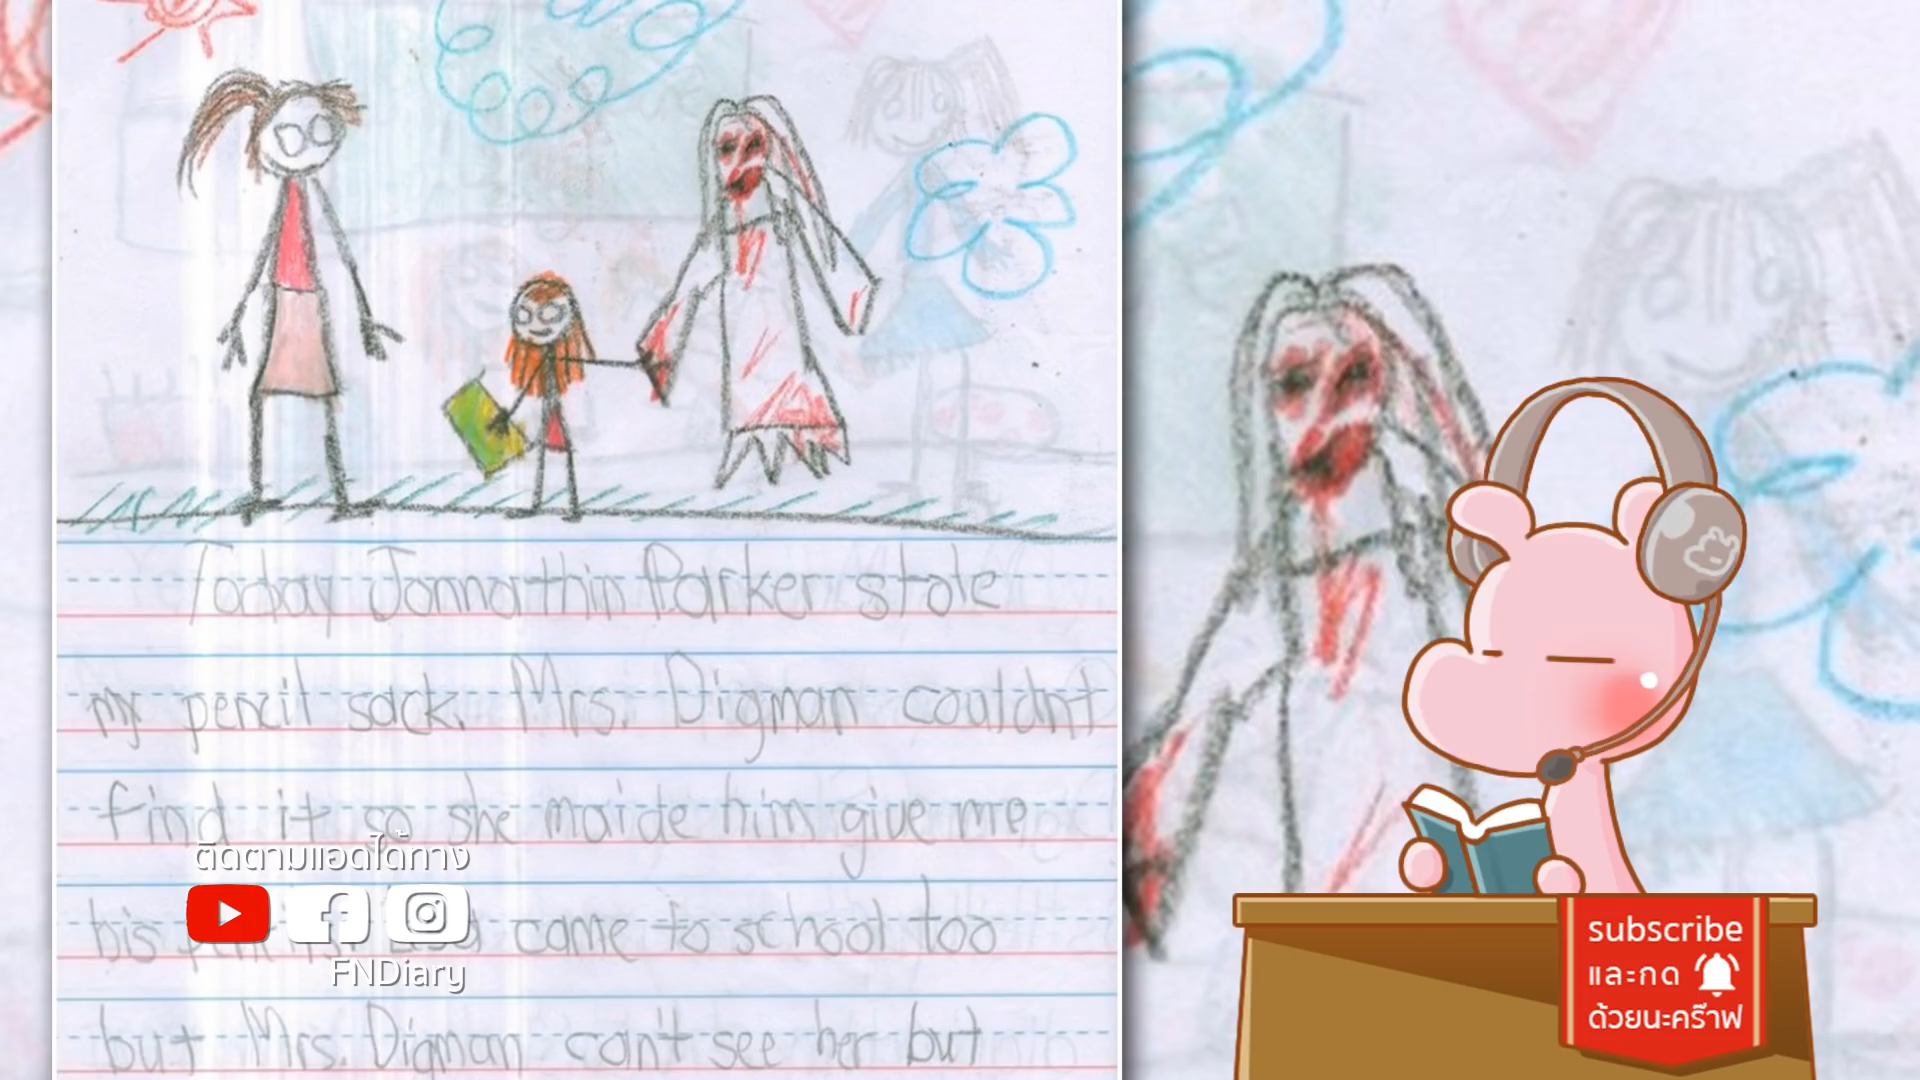 Today Jonnathin Parker stole
my pencil sack. Mrs. Digman couldnt
find it so she maide him give me
his came to school too
but Mrs. Digman can't see her but
ติดตามแอดได้ทาง
FNDiary
subscribe
และกด
ด้วยนะคร๊าฟ